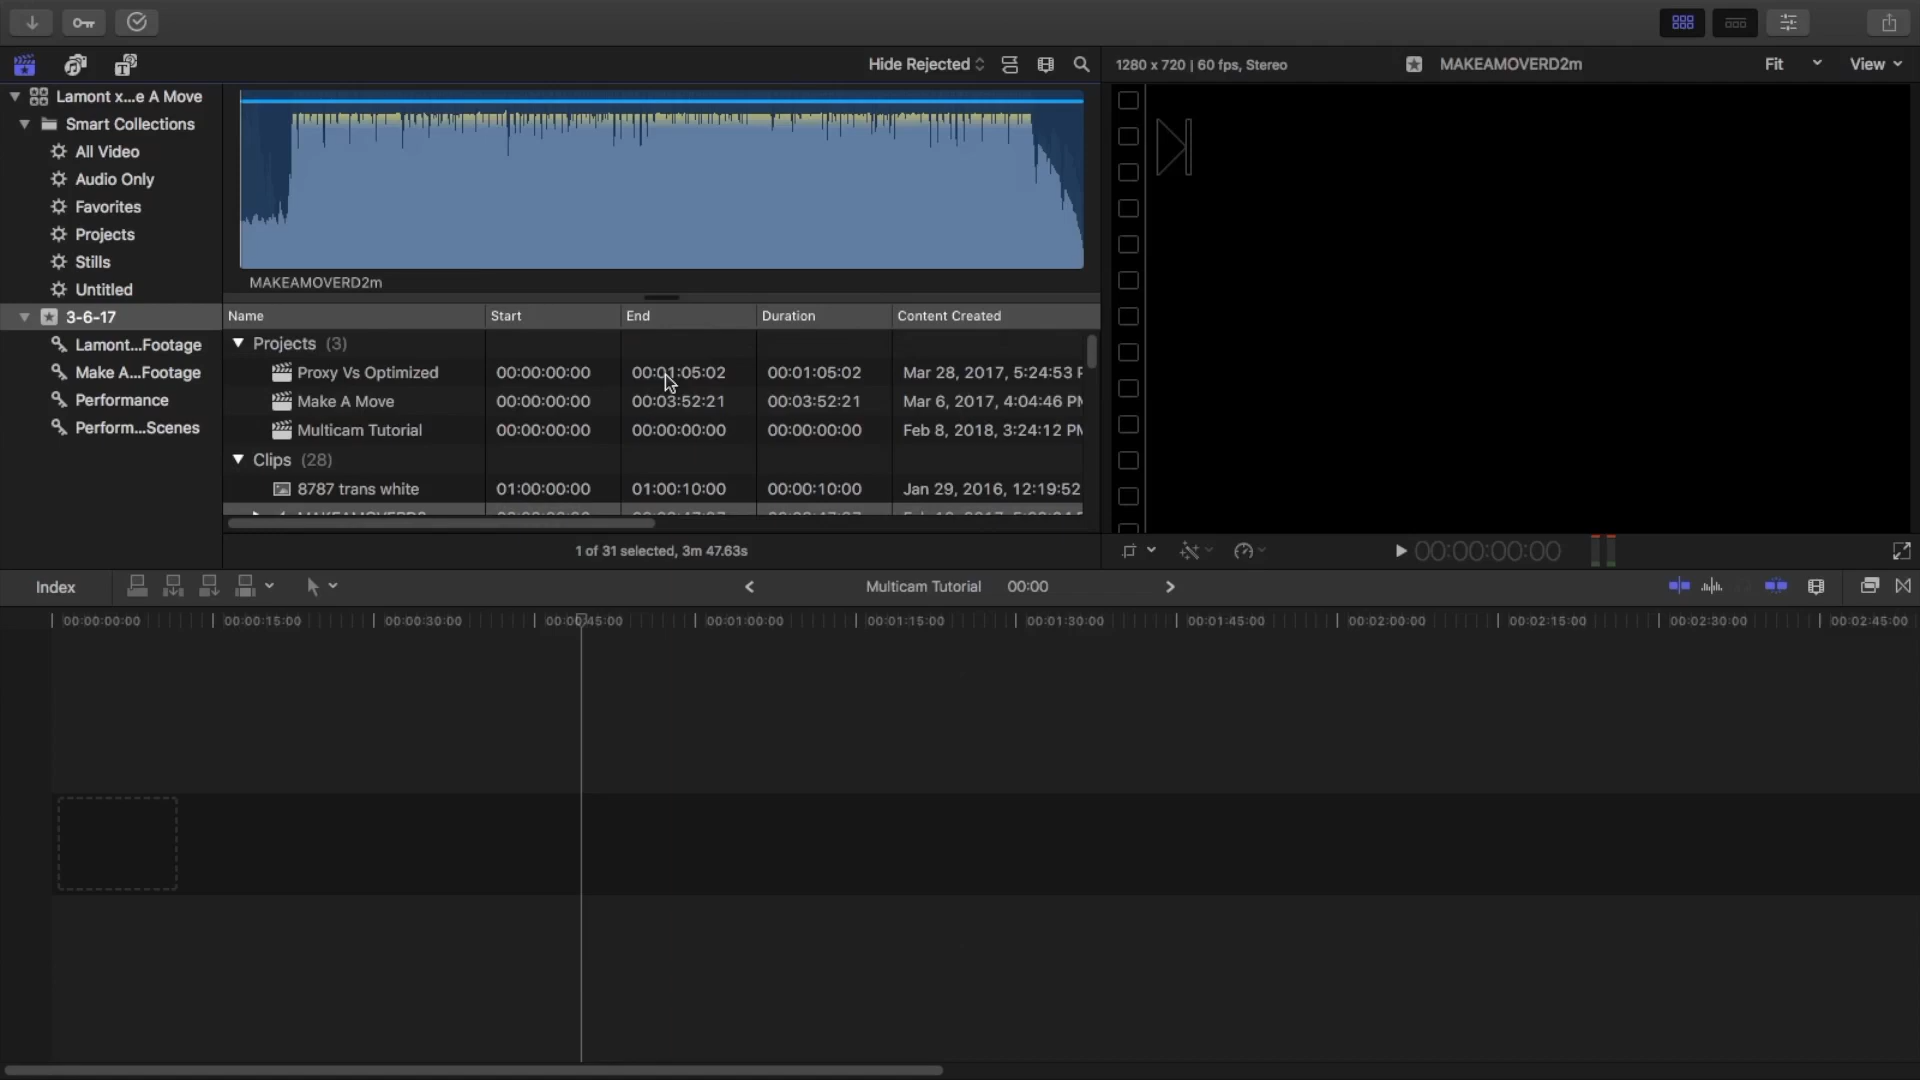 Hide Rejected
1280 x 720 | 60 fps, Stereo
MAKEAMOVERD2m
Fit
View
Lamont x...e A Move
Smart Collections
All Video
Audio Only
Favorites
Projects
Stills
Untitled
3-6-17
Lamont...Footage
Make A...Footage
Performance
Perform...Scenes
MAKEAMOVERD2m
Name Start End Duration Content Created
Projects (3)
Proxy Vs Optimized 00:00:00:00 00:01:05:02 00:01:05:02 Mar 28, 2017, 5:24:53 P
Make A Move 00:00:00:00 00:03:52:21 00:03:52:21 Mar 6, 2017, 4:04:46 PM
Multicam Tutorial 00:00:00:00 00:00:00:00 00:00:00:00 Feb 8, 2018, 3:24:12 PM
Clips (28)
8787 trans white 01:00:00:00 01:00:10:00 00:00:10:00 Jan 29, 2016, 12:19:52
1 of 31 selected, 3m 47.63s
00:00:00:00
Index
Multicam Tutorial 00:00
00:00:00:00 00:00:15:00 00:00:30:00 00:00:45:00 00:01:00:00 00:01:15:00 00:01:30:00 00:01:45:00 00:02:00:00 00:02:15:00 00:02:30:00 00:02:45:00